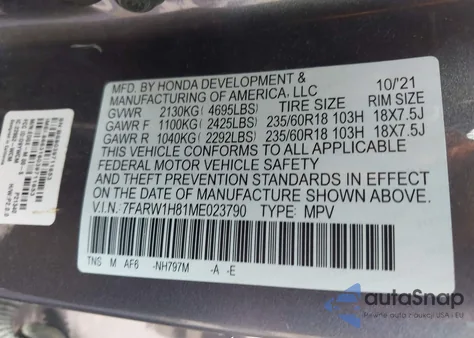 MFD. BY HONDA DEVELOPMENT &
MANUFACTURING OF AMERICA, LLC 10/'21
GVWR 2130KG (4695LBS) TIRE SIZE RIM SIZE
GAWR F 1100KG (2425LBS) 235/60R18 103H 18X7.5J
GAWR R 1040KG (2292LBS) 235/60R18 103H 18X7.5J
THIS VEHICLE CONFORMS TO ALL APPLICABLE
FEDERAL MOTOR VEHICLE SAFETY STANDARDS IN EFFECT
ON THE DATE OF MANUFACTURE SHOWN ABOVE.
V.I.N. 7FARW1H81ME023790 TYPE: MPV
TNS M AF6 -NH797M -A -E
autoSnap